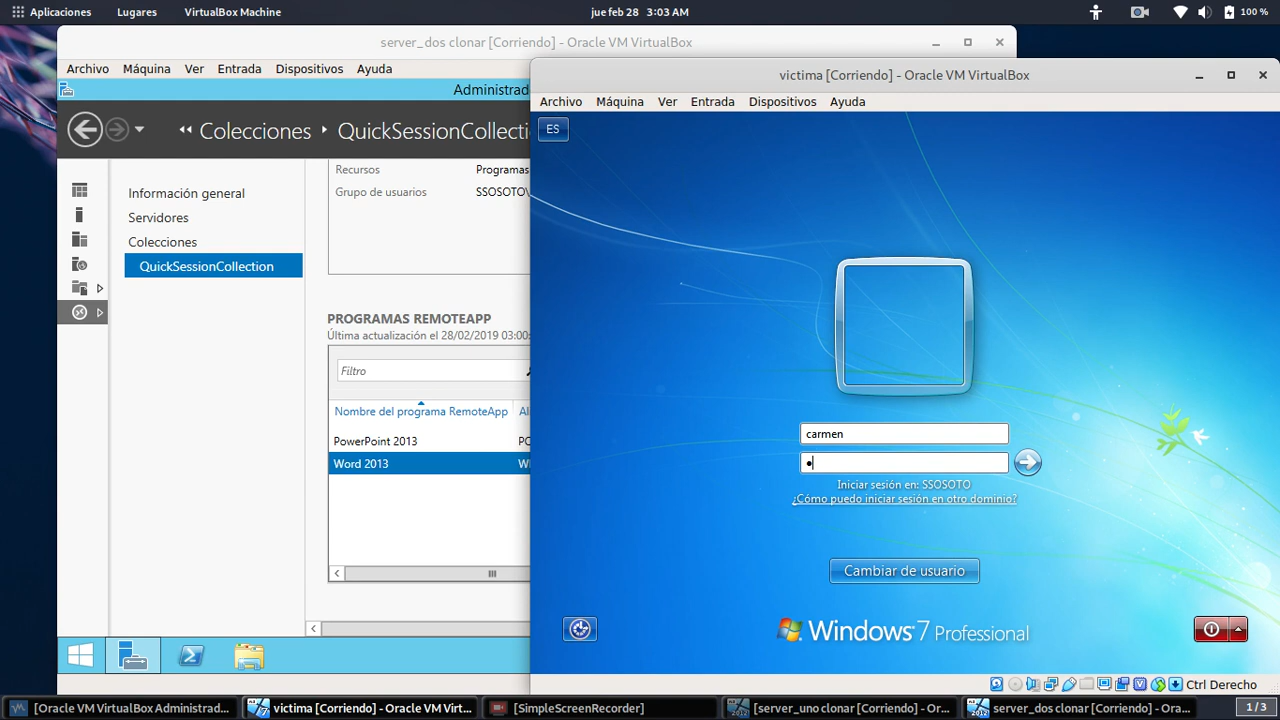 Aplicaciones Lugares VirtualBox Machine jue feb 28 3:03 AM 100 %
server_dos clonar [Corriendo] - Oracle VM VirtualBox
Archivo Máquina Ver Entrada Dispositivos Ayuda
Administrad
Colecciones QuickSessionCollecti
Información general
Servidores
Colecciones
QuickSessionCollection
Recursos Programas
Grupo de usuarios SSOSOTO\
PROGRAMAS REMOTEAPP
Última actualización el 28/02/2019 03:00:
Filtro
Nombre del programa RemoteApp Al
PowerPoint 2013 PO
Word 2013 WI
victima [Corriendo] - Oracle VM VirtualBox
Archivo Máquina Ver Entrada Dispositivos Ayuda
ES
carmen
Iniciar sesión en: SSOSOTO
¿Cómo puedo iniciar sesión en otro dominio?
Cambiar de usuario
Windows 7 Professional
Ctrl Derecho
[Oracle VM VirtualBox Administrad... victima [Corriendo] - Oracle VM Virt... [SimpleScreenRecorder] [server_uno clonar [Corriendo] - Or... server_dos clonar [Corriendo] - Or... 1 / 3